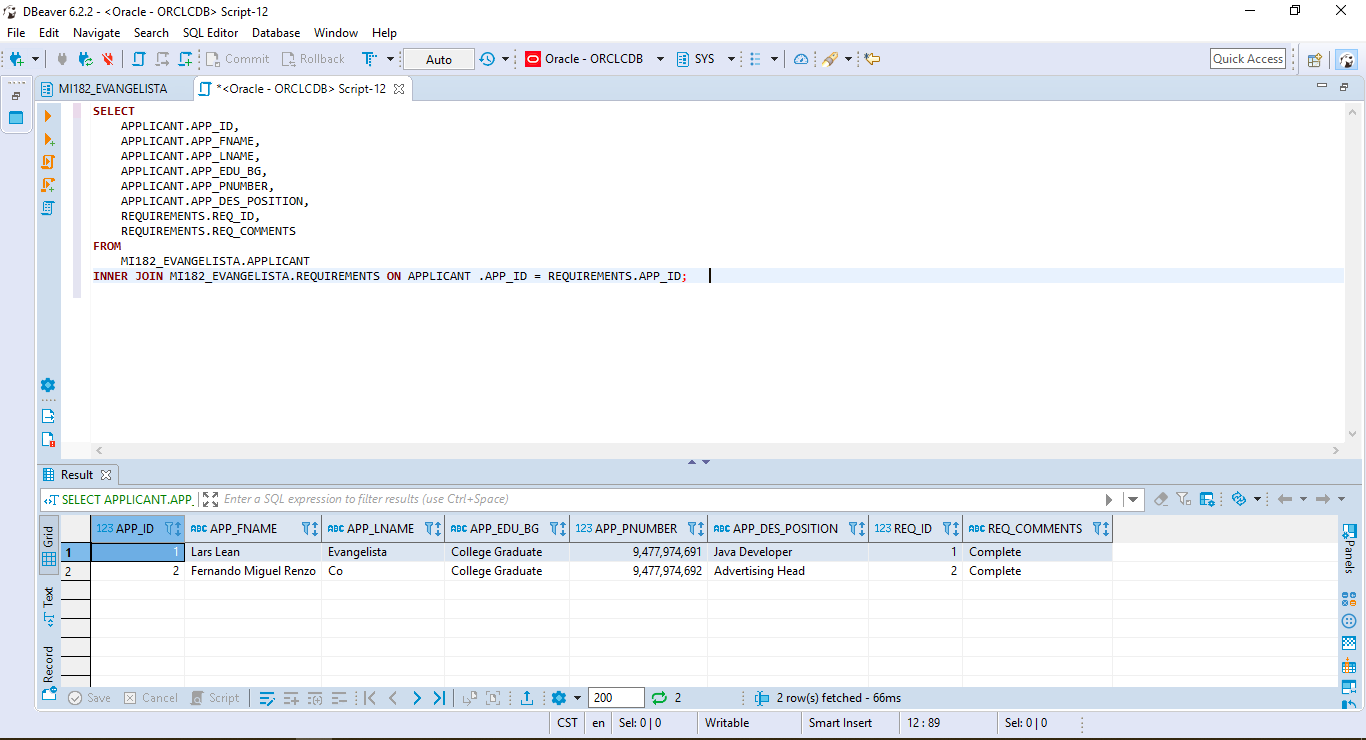 DBeaver 6.2.2 - <Oracle - ORCLCDB> Script-12
File Edit Navigate Search SQL Editor Database Window Help
Commit Rollback Auto Oracle - ORCLCDB SYS Quick Access
MI182_EVANGELISTA *<Oracle - ORCLCDB> Script-12
SELECT
APPLICANT.APP_ID,
APPLICANT.APP_FNAME,
APPLICANT.APP_LNAME,
APPLICANT.APP_EDU_BG,
APPLICANT.APP_PNUMBER,
APPLICANT.APP_DES_POSITION,
REQUIREMENTS.REQ_ID,
REQUIREMENTS.REQ_COMMENTS
FROM
MI182_EVANGELISTA.APPLICANT
INNER JOIN MI182_EVANGELISTA.REQUIREMENTS ON APPLICANT .APP_ID = REQUIREMENTS.APP_ID;
Result
SELECT APPLICANT.APP_ Enter a SQL expression to filter results (use Ctrl+Space)
Grid
Text
Record
123 APP_ID ABC APP_FNAME ABC APP_LNAME ABC APP_EDU_BG 123 APP_PNUMBER ABC APP_DES_POSITION 123 REQ_ID ABC REQ_COMMENTS
1 1 Lars Lean Evangelista College Graduate 9,477,974,691 Java Developer 1 Complete
2 2 Fernando Miguel Renzo Co College Graduate 9,477,974,692 Advertising Head 2 Complete
Panels
Save Cancel Script 200 2 2 row(s) fetched - 66ms
CST en Sel: 0 | 0 Writable Smart Insert 12 : 89 Sel: 0 | 0